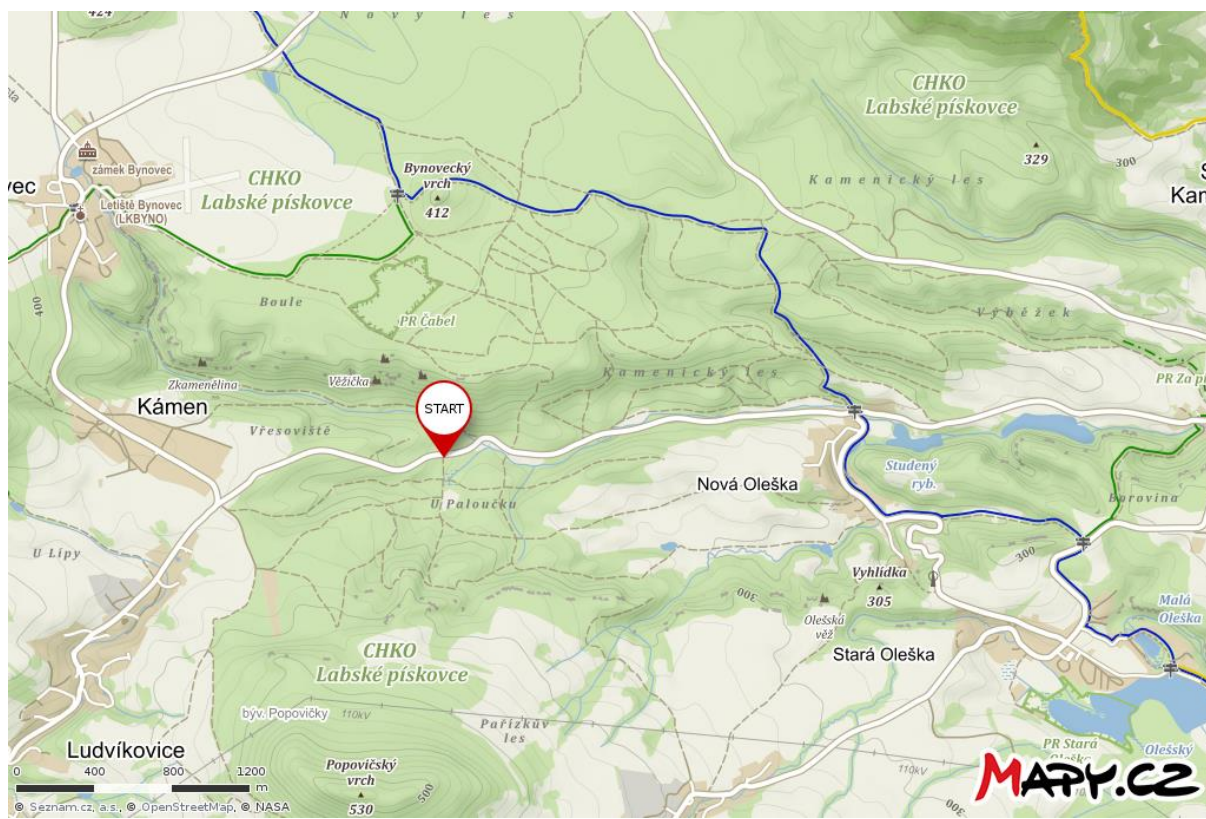 424
Nový les
CHKO
Labské pískovce
329
300
Kamenický les
Kam
zámek Bynovec
vec
Letiště Bynovec
(LKBYNO)
CHKO
Labské pískovce
Bynovecký
vrch
412
400
Boule
PR Čabel
Výběžek
Zkamenělina
Věžička
Kamenický les
PR Za
Kámen
START
Vřesoviště
Nová Oleška
Studený
ryb.
U Paloučku
Borovina
U Lípy
300
Vyhlídka
305
300
Olešská
věž
Malá
Oleška
Stará Oleška
CHKO
Labské pískovce
býv. Popovičky
110kV
Pařízkův
les
Ludvíkovice
PR Stará
Olešský
110kV
Popovičský
vrch
530
500
0 400 800 1200
m
© Seznam.cz, a.s., © OpenStreetMap, © NASA
MAPY.CZ